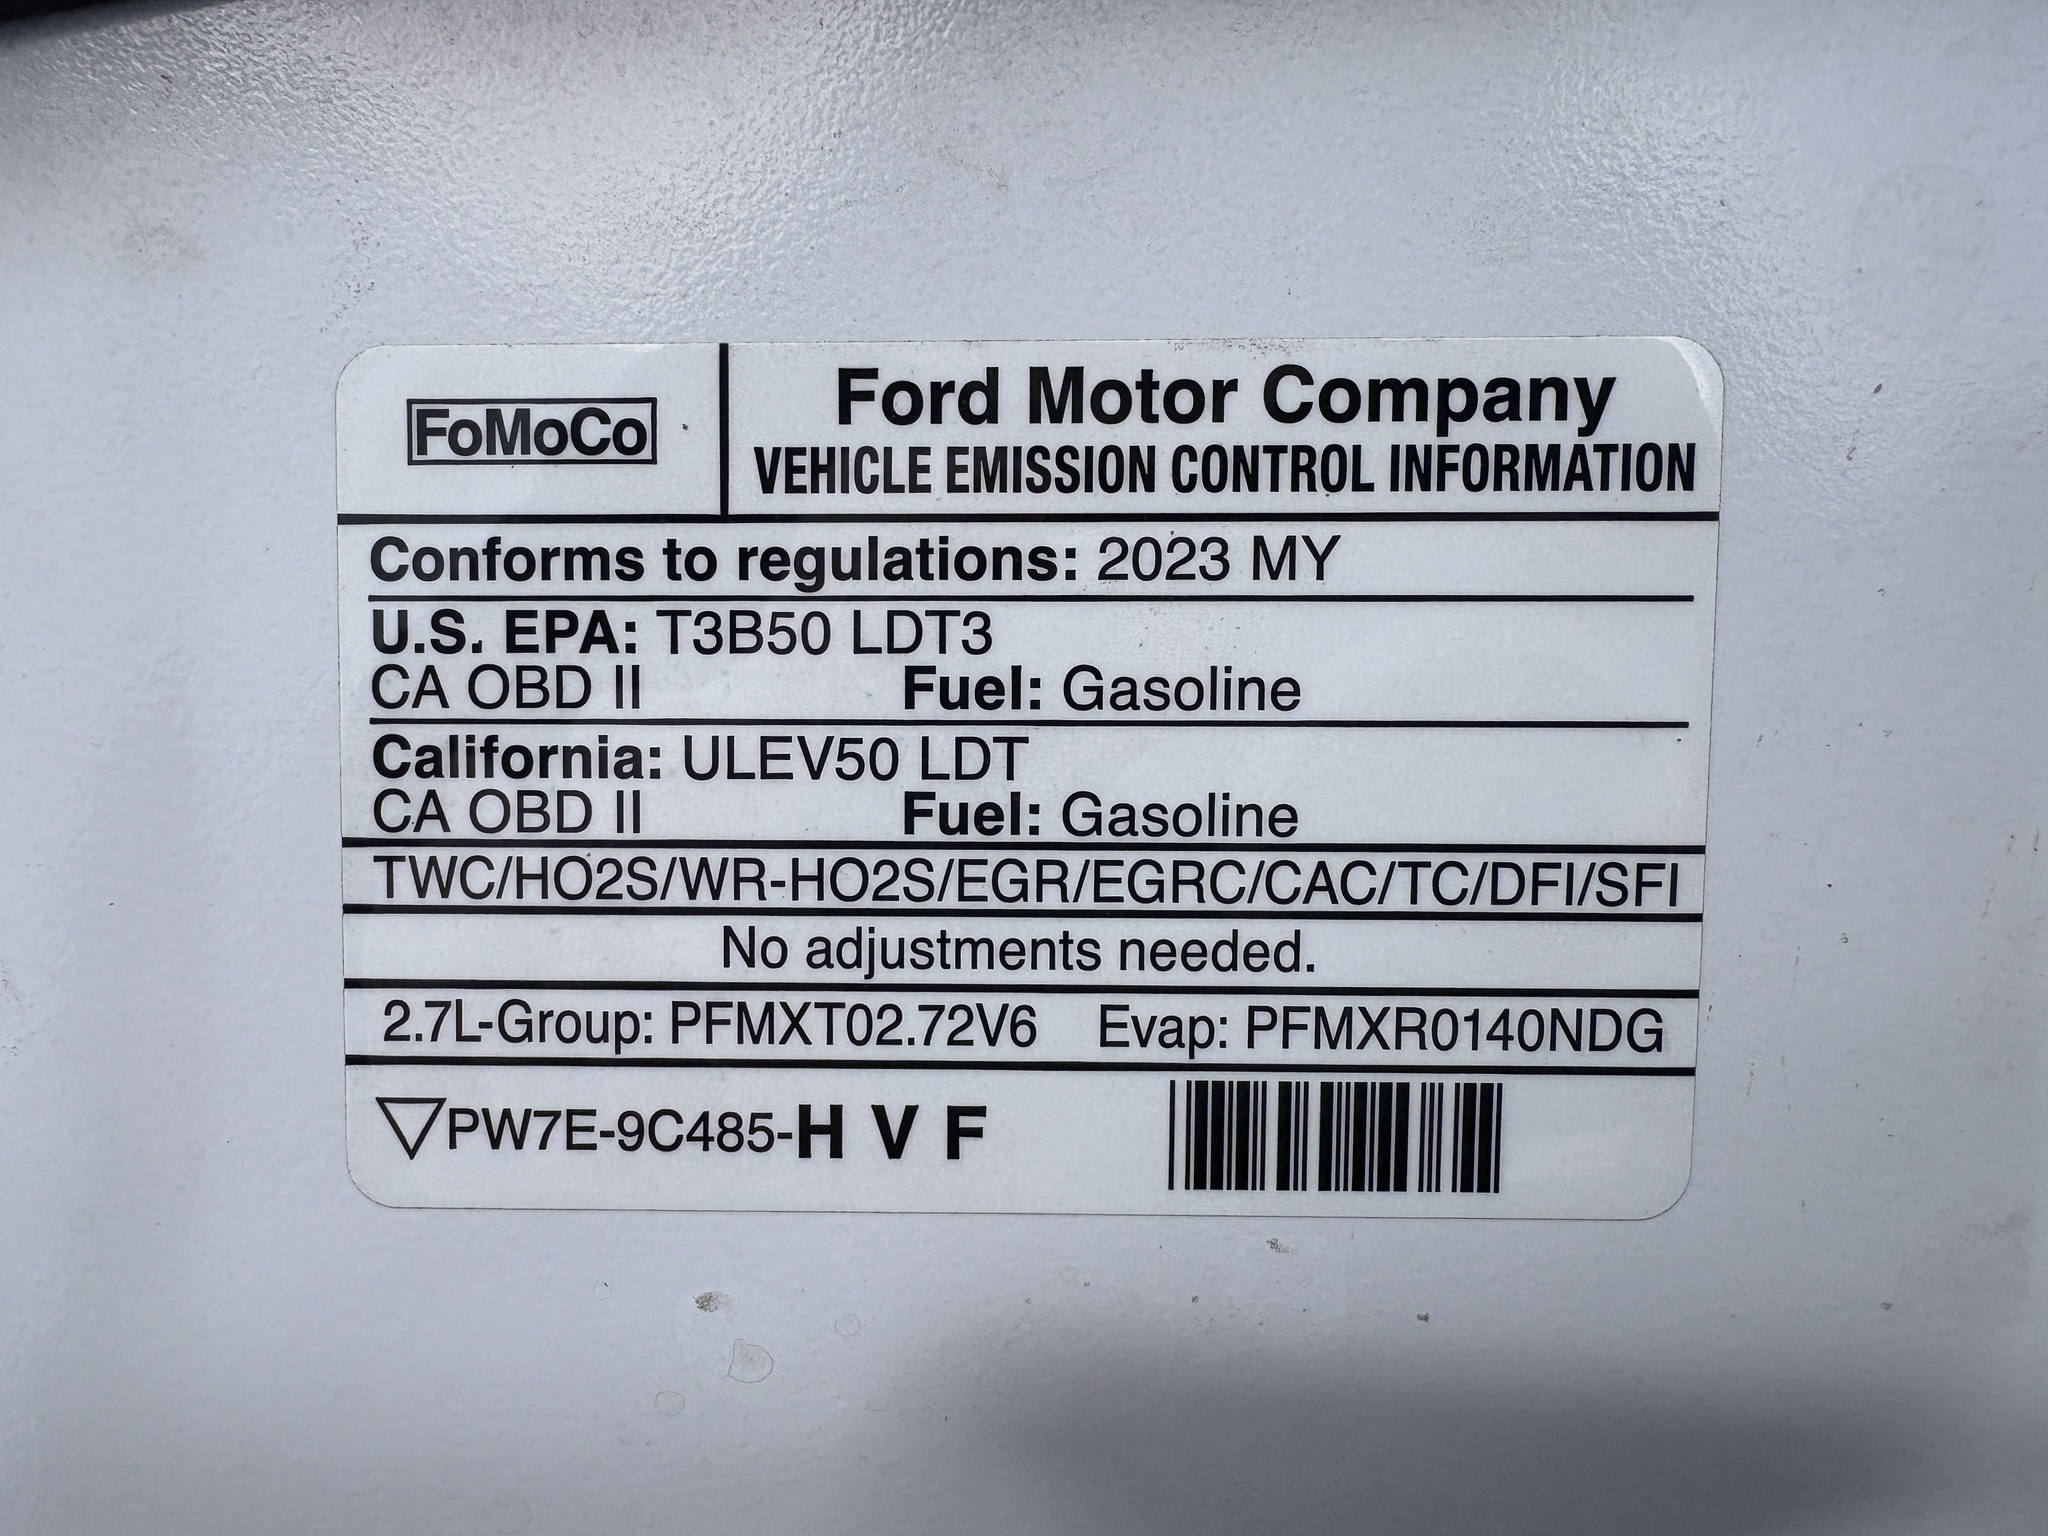 FoMoCo
Ford Motor Company
VEHICLE EMISSION CONTROL INFORMATION
Conforms to regulations: 2023 MY
U.S. EPA: T3B50 LDT3
CA OBD II Fuel: Gasoline
California: ULEV50 LDT
CA OBD II Fuel: Gasoline
TWC/HO2S/WR-HO2S/EGR/EGRC/CAC/TC/DFI/SFI
No adjustments needed.
2.7L-Group: PFMXT02.72V6 Evap: PFMXR0140NDG
PW7E-9C485-H V F